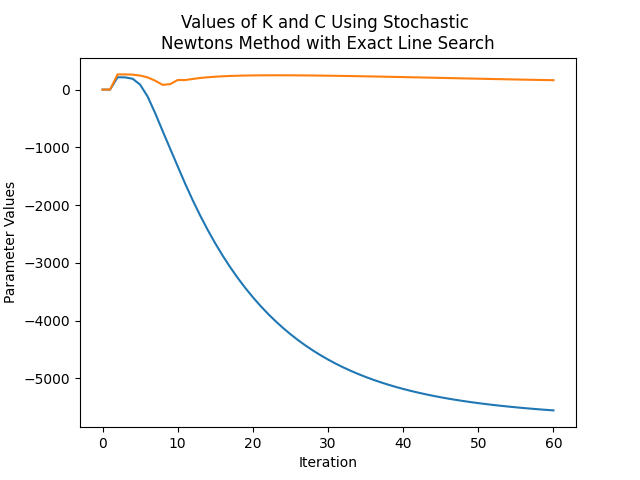 Values of K and C Using Stochastic
Newtons Method with Exact Line Search
0
−1000
−2000
−3000
−4000
−5000
Parameter Values
0 10 20 30 40 50 60
Iteration